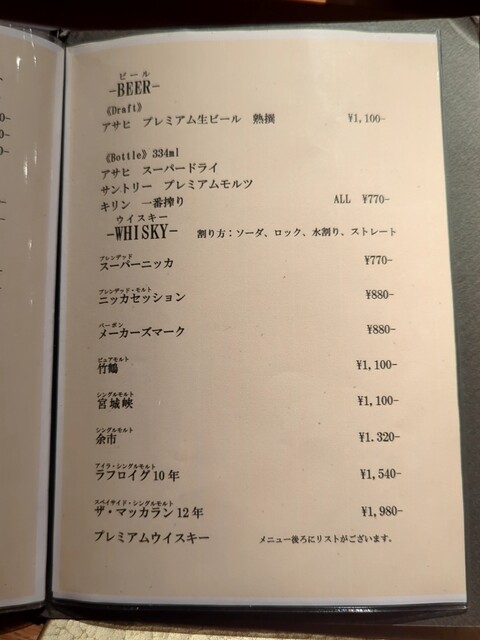 ビール
-BEER-
《Draft》
アサヒ プレミアム生ビール 熟撰 ¥1,100-
《Bottle》334ml
アサヒ スーパードライ
サントリー プレミアムモルツ
キリン 一番搾り ALL ¥770-
ウイスキー
-WHISKY- 割り方;ソーダ、ロック、水割り、ストレート
ブレンデッド
スーパーニッカ ¥770-
ブレンデッド・モルト
ニッカセッション ¥880-
バーボン
メーカーズマーク ¥880-
ピュアモルト
竹鶴 ¥1,100-
シングルモルト
宮城峡 ¥1,100-
シングルモルト
余市 ¥1.320-
アイラ・シングルモルト
ラフロイグ10年 ¥1,540-
スペイサイド・シングルモルト
ザ・マッカラン12年 ¥1,980-
プレミアムウイスキー メニュー後ろにリストがございます。